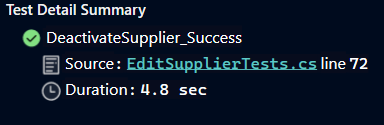 Test Detail Summary
DeactivateSupplier_Success
Source: EditSupplierTests.cs line 72
Duration: 4.8 sec